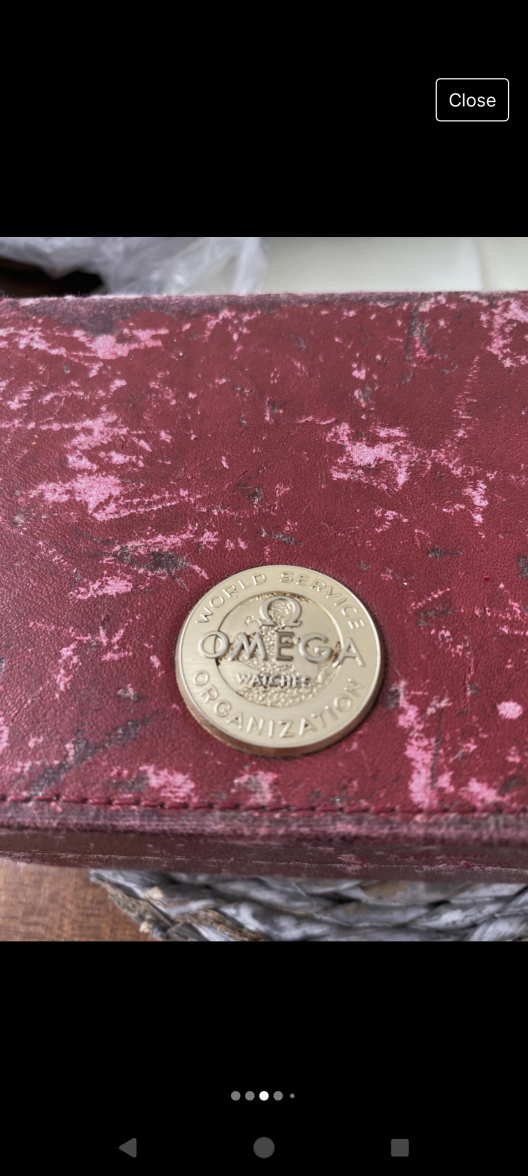 Close
WORLD SERVICE
Ω
OMEGA
WATCHES
ORGANIZATION